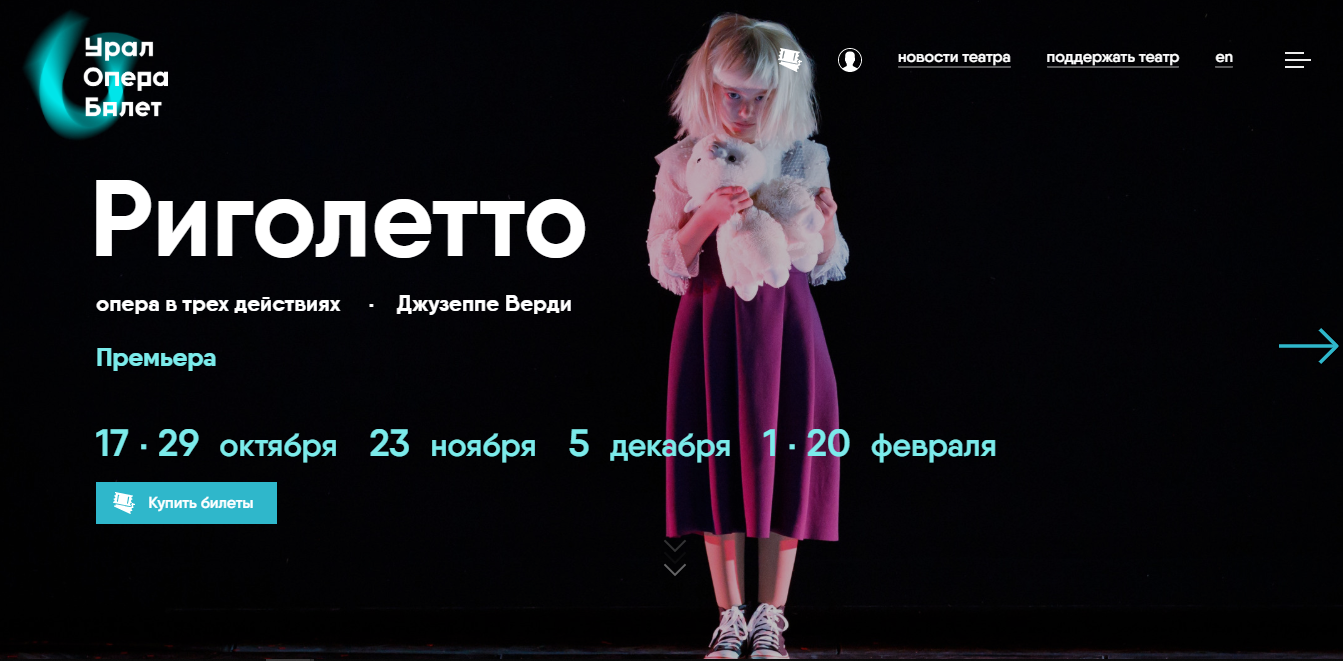 Урал
Опера
Балет
новости театра
поддержать театр
en
Риголетто
опера в трех действиях · Джузеппе Верди
Премьера
17 · 29 октября 23 ноября 5 декабря 1 · 20 февраля
Купить билеты